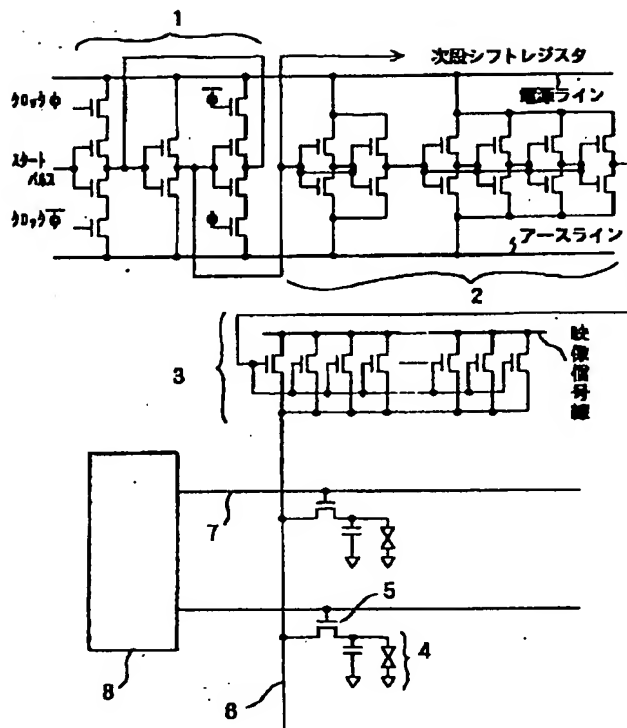 1
次段シフトレジスタ
クロックφ
φ̅
電源ライン
スタート
パルス
クロックφ̅
φ
アースライン
2
3
映像信号線
7
5
4
8
6